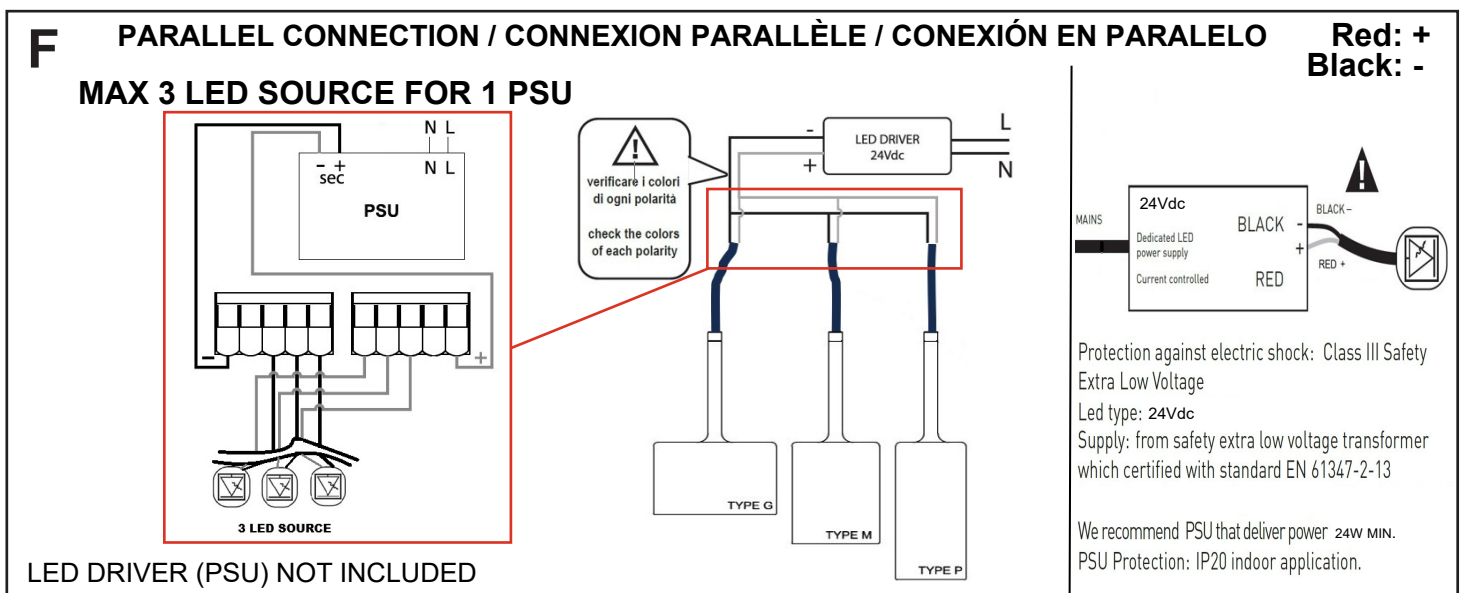 F
PARALLEL CONNECTION / CONNEXION PARALLÈLE / CONEXIÓN EN PARALELO
Red: +
Black: -
MAX 3 LED SOURCE FOR 1 PSU
N L
- +
sec
N L
PSU
-
+
3 LED SOURCE
LED DRIVER (PSU) NOT INCLUDED
!
verificare i colori
di ogni polarità
check the colors
of each polarity
-
+
LED DRIVER
24Vdc
L
N
TYPE G
TYPE M
TYPE P
MAINS
24Vdc
Dedicated LED
power supply
Current controlled
BLACK -
+
RED
BLACK –
RED +
!
Protection against electric shock: Class III Safety
Extra Low Voltage
Led type: 24Vdc
Supply: from safety extra low voltage transformer
which certified with standard EN 61347-2-13
We recommend PSU that deliver power 24W MIN.
PSU Protection: IP20 indoor application.